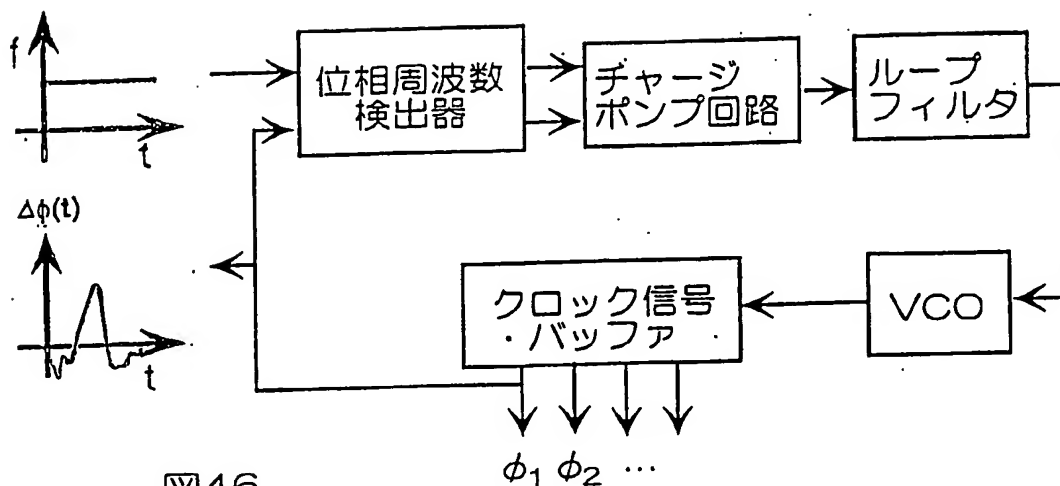 f
t
位相周波数
検出器
チャージ
ポンプ回路
ループ
フィルタ
Δφ(t)
t
クロック信号
・バッファ
VCO
φ1 φ2 …
図46